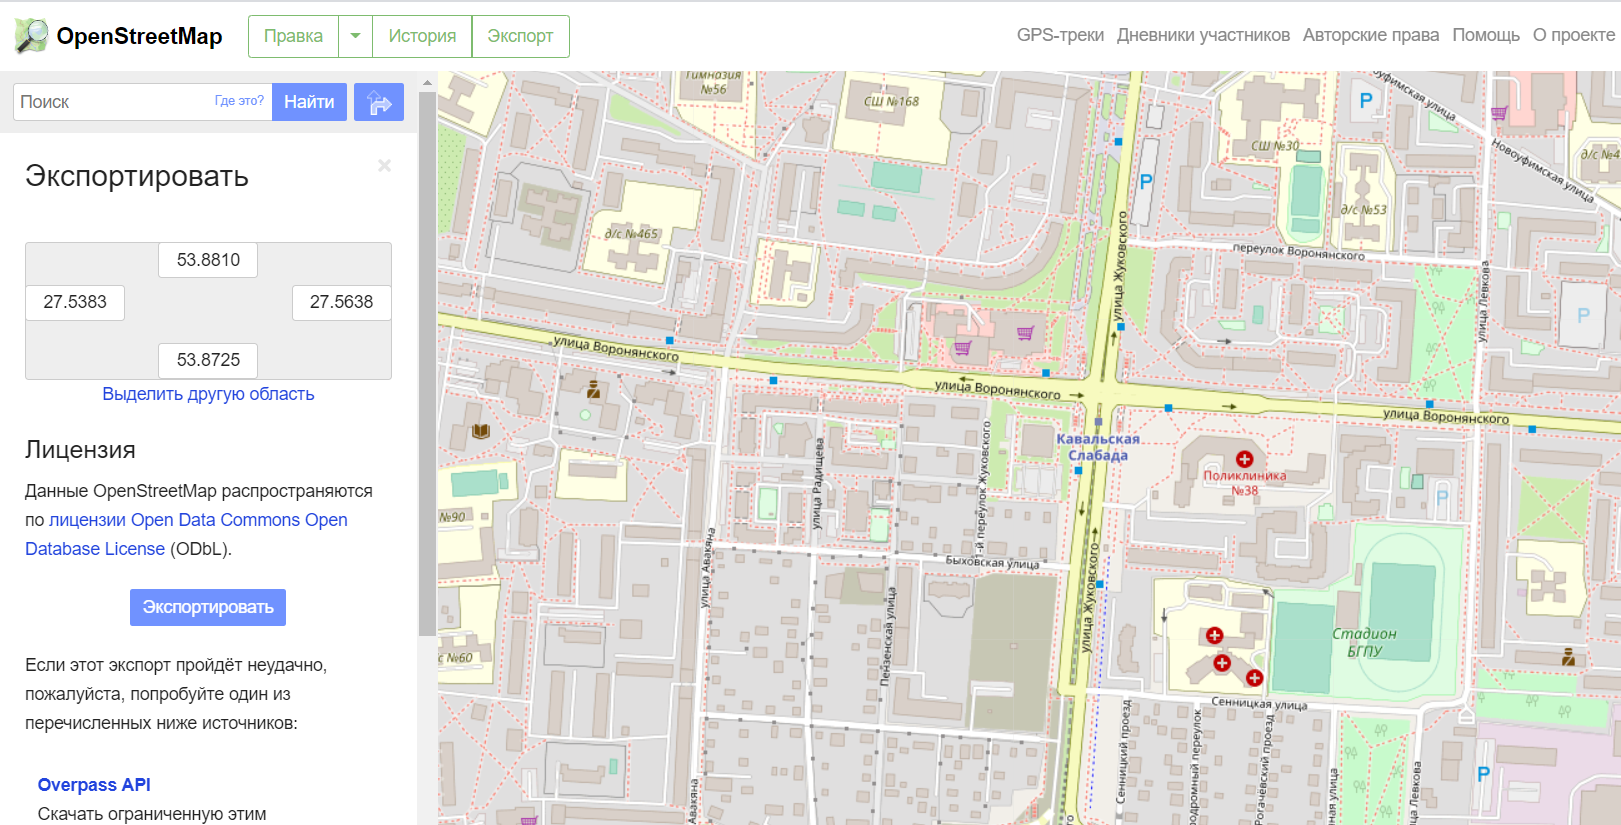 OpenStreetMap
Правка
История
Экспорт
GPS-треки
Дневники участников
Авторские права
Помощь
О проекте
Поиск
Где это?
Найти
Экспортировать
×
53.8810
27.5383
27.5638
53.8725
Выделить другую область
Лицензия
Данные OpenStreetMap распространяются
по лицензии Open Data Commons Open
Database License (ODbL).
Экспортировать
Если этот экспорт пройдёт неудачно,
пожалуйста, попробуйте один из
перечисленных ниже источников:
Overpass API
Скачать ограниченную этим
Гимназия
№56
СШ №168
P
Новоуфимская улица
СШ №30
д/с №4
P
д/с №53
д/с №465
улица Жуковского
переулок Воронянского
улица Левкова
P
улица Воронянского
улица Воронянского
улица Воронянского
Кавальская
Слабада
Поликлиника
№38
P
№90
улица Радищева
1-й переулок Жуковского
улица Авакяна
Быховская улица
улица Жуковского
Пензенская улица
Стадион
БГПУ
с №60
Сенницкая улица
Сенницкий проезд
Рогачёвский проезд
улица Левкова
P
Авакяна
Жуковского